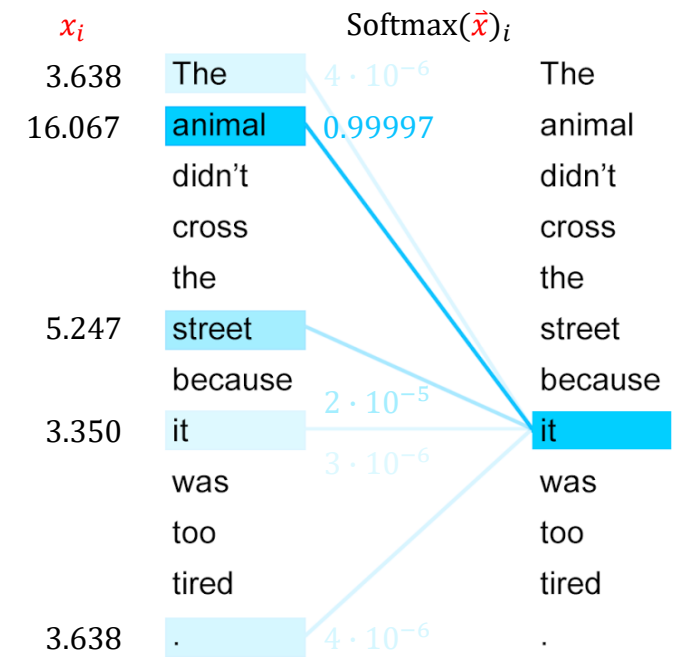 xᵢ Softmax(x⃗)ᵢ
3.638 The 4 · 10⁻⁶ The
16.067 animal 0.99997 animal
didn't didn't
cross cross
the the
5.247 street street
because because
2 · 10⁻⁵
3.350 it it
3 · 10⁻⁶
was was
too too
tired tired
3.638 . 4 · 10⁻⁶ .